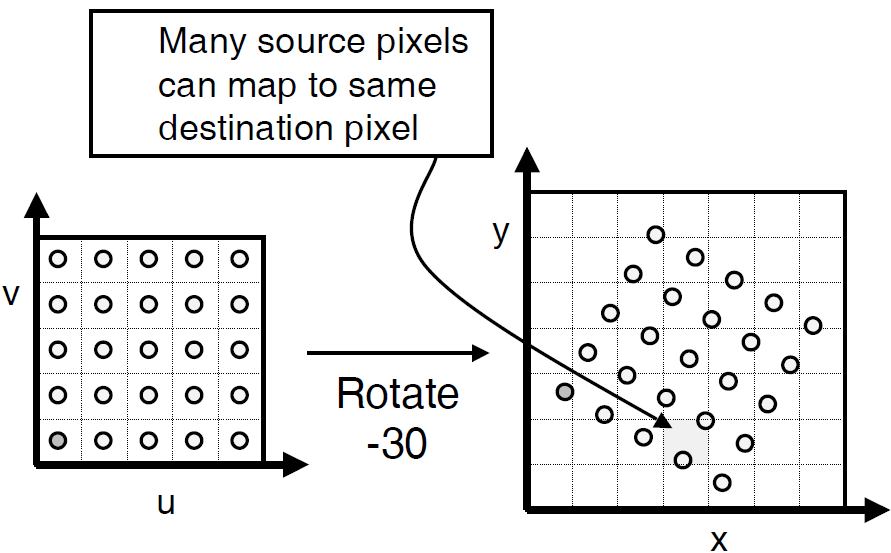 Many source pixels
can map to same
destination pixel
y
v
Rotate
-30
u
x